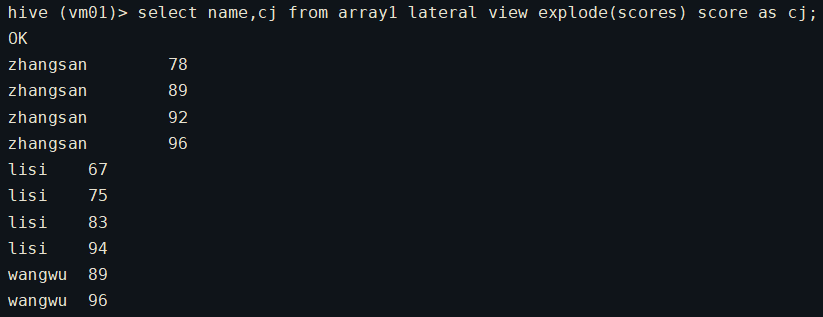 hive (vm01)> select name,cj from array1 lateral view explode(scores) score as cj;
OK
zhangsan        78
zhangsan        89
zhangsan        92
zhangsan        96
lisi    67
lisi    75
lisi    83
lisi    94
wangwu  89
wangwu  96